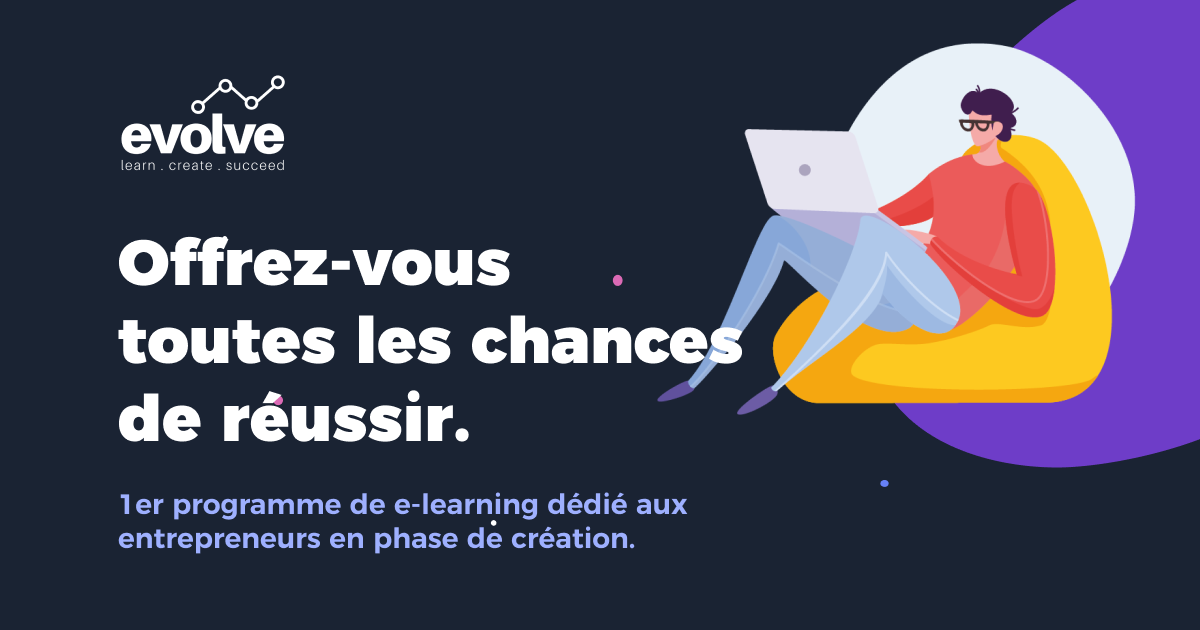 evolve
learn . create . succeed
Offrez-vous
toutes les chances
de réussir.
1er programme de e-learning dédié aux
entrepreneurs en phase de création.